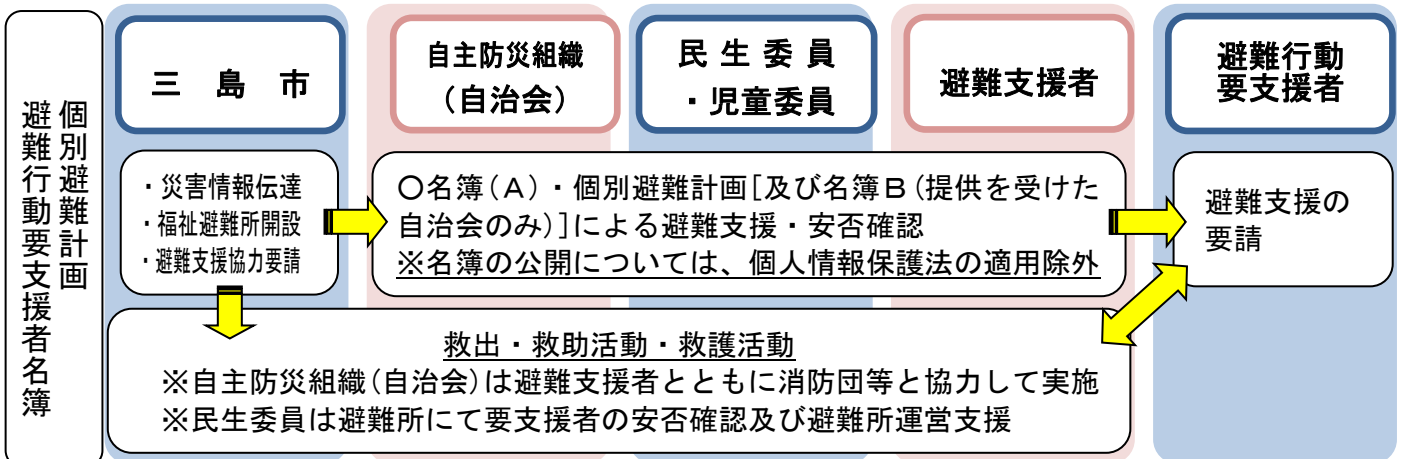 個別避難計画
避難行動要支援者名簿
三島市
自主防災組織
（自治会）
民生委員
・児童委員
避難支援者
避難行動
要支援者
・災害情報伝達
・福祉避難所開設
・避難支援協力要請
〇名簿（A）・個別避難計画[及び名簿B（提供を受けた
自治会のみ）]による避難支援・安否確認
※名簿の公開については、個人情報保護法の適用除外
避難支援の
要請
救出・救助活動・救護活動
※自主防災組織（自治会）は避難支援者とともに消防団等と協力して実施
※民生委員は避難所にて要支援者の安否確認及び避難所運営支援